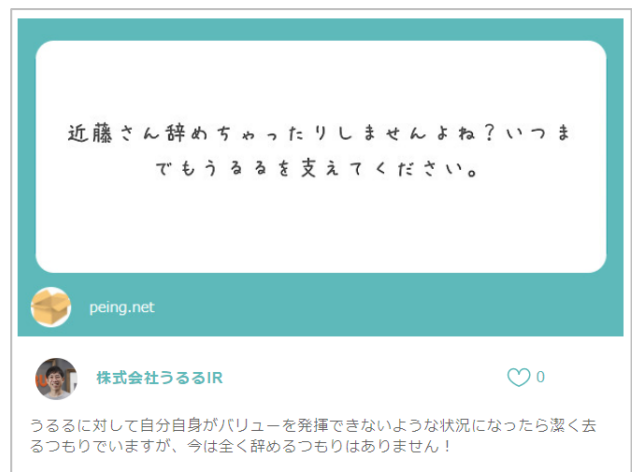 近藤さん辞めちゃったりしませんよね?いつま
でもうるるを支えてください。
peing.net
株式会社うるるIR
0
うるるに対して自分自身がバリューを発揮できないような状況になったら潔く去
るつもりでいますが、今は全く辞めるつもりはありません!